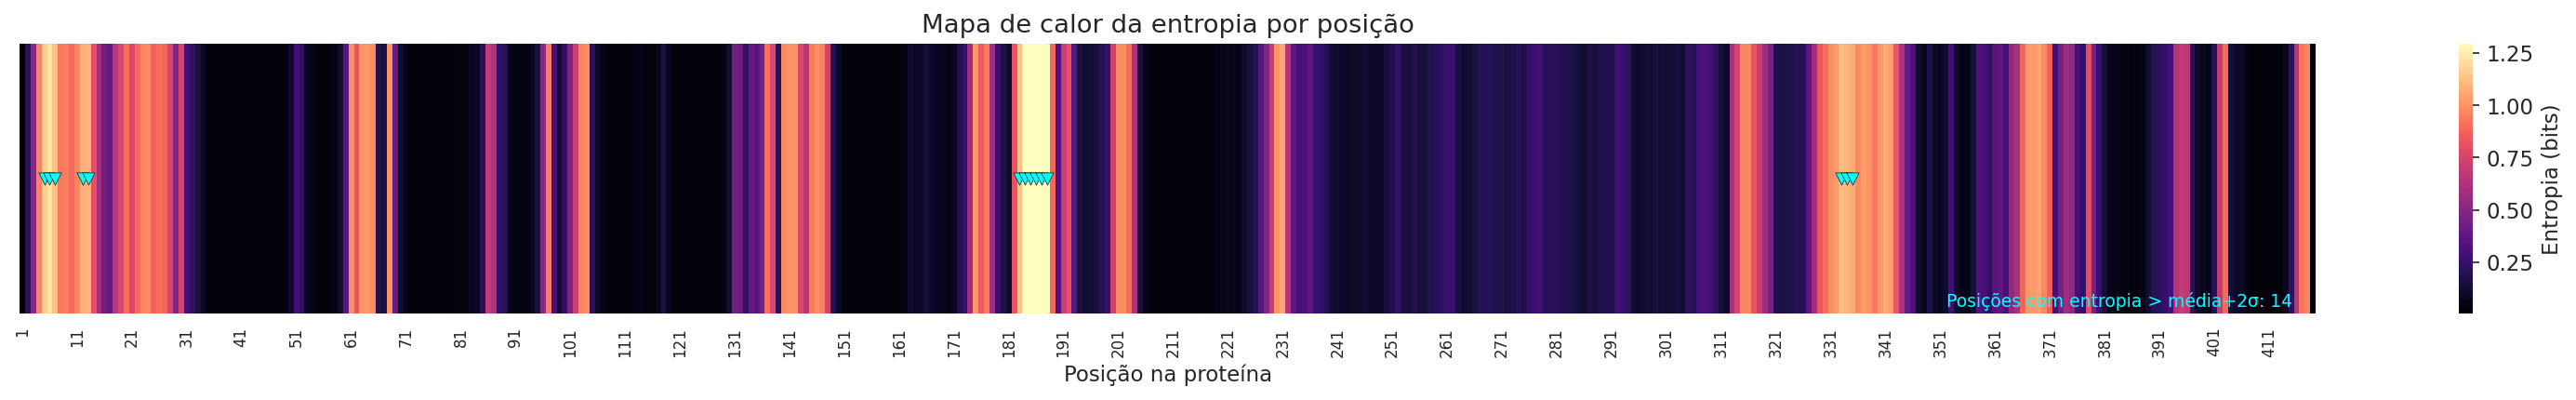 Mapa de calor da entropia por posição
Posições com entropia > média+2σ: 14
1 11 21 31 41 51 61 71 81 91 101 111 121 131 141 151 161 171 181 191 201 211 221 231 241 251 261 271 281 291 301 311 321 331 341 351 361 371 381 391 401 411
Posição na proteína
1.25
1.00
0.75
0.50
0.25
Entropia (bits)